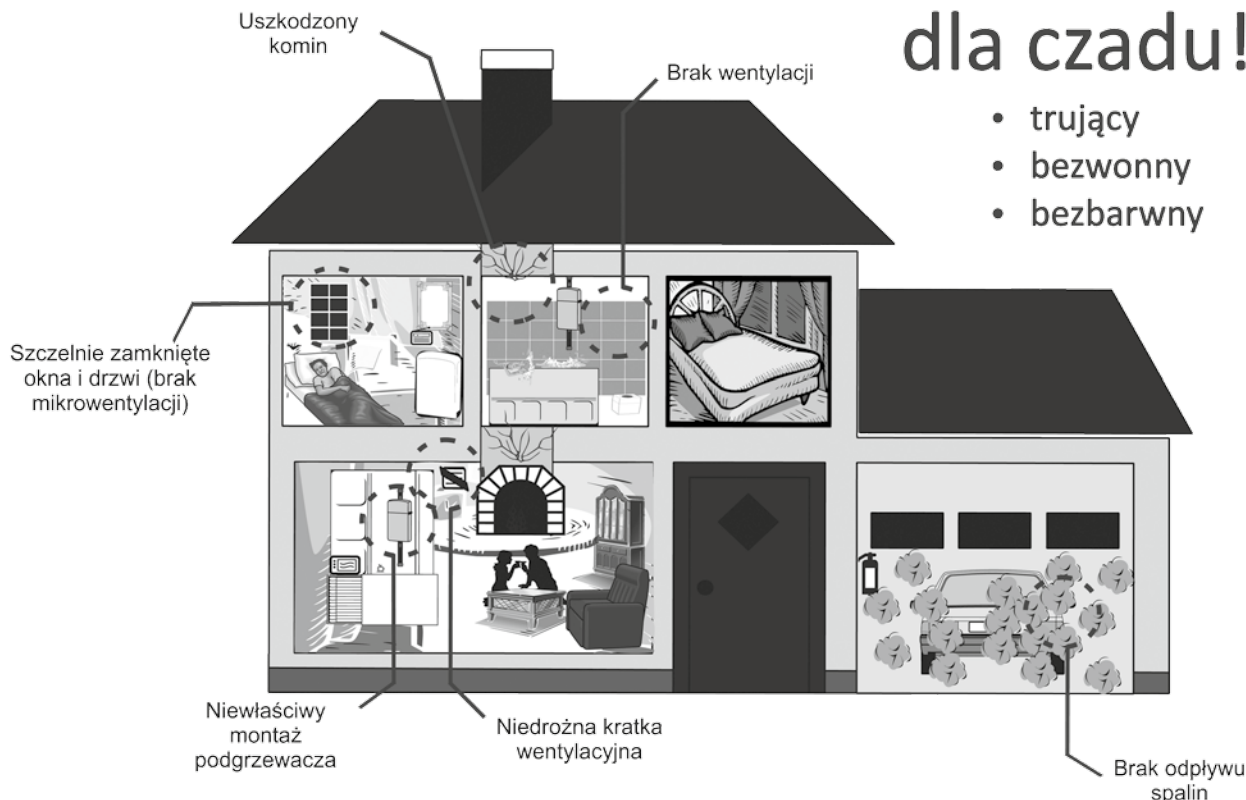 dla czadu!
• trujący
• bezwonny
• bezbarwny
Uszkodzony
komin
Brak wentylacji
Szczelnie zamknięte
okna i drzwi (brak
mikrowentylacji)
Niewłaściwy
montaż
podgrzewacza
Niedrożna kratka
wentylacyjna
Brak odpływu
spalin